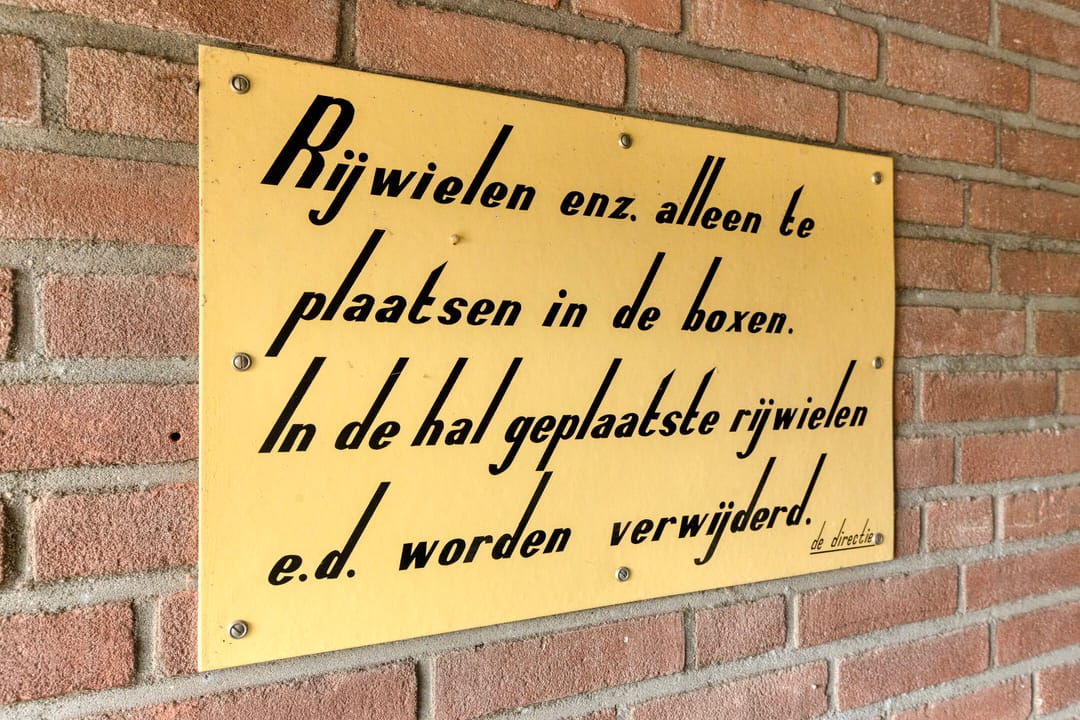 Rijwielen enz. alleen te
plaatsen in de boxen.
In de hal geplaatste rijwielen
e.d. worden verwijderd.
de directie